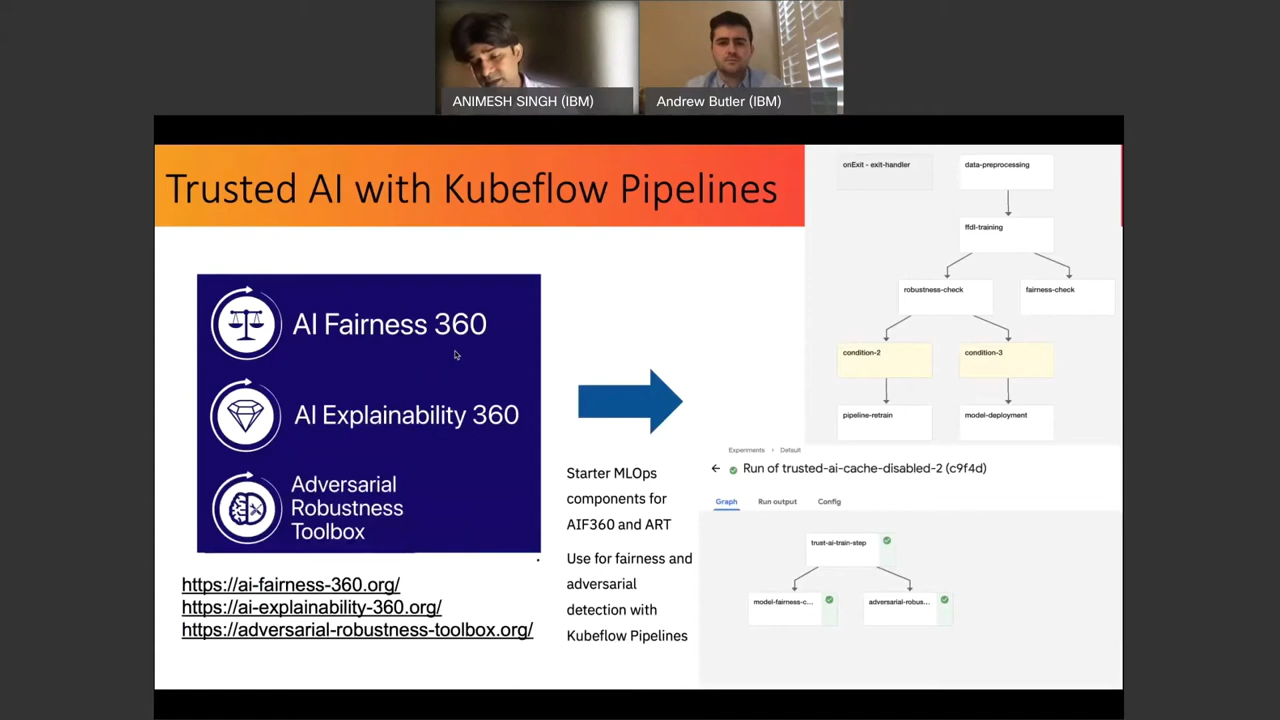 ANIMESH SINGH (IBM)
Andrew Butler (IBM)
Trusted AI with Kubeflow Pipelines
AI Fairness 360
AI Explainability 360
Adversarial
Robustness
Toolbox
https://ai-fairness-360.org/
https://ai-explainability-360.org/
https://adversarial-robustness-toolbox.org/
Starter MLOps
components for
AIF360 and ART
Use for fairness and
adversarial
detection with
Kubeflow Pipelines
onExit - exit-handler
data-preprocessing
ffdl-training
robustness-check
fairness-check
condition-2
condition-3
pipeline-retrain
model-deployment
Experiments > Default
Run of trusted-ai-cache-disabled-2 (c9f4d)
Graph Run output Config
trust-ai-train-step
model-fairness-c...
adversarial-robus...